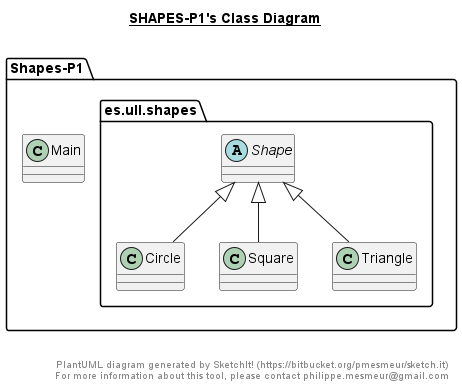 SHAPES-P1's Class Diagram
Shapes-P1
es.ull.shapes
C Main
A Shape
C Circle
C Square
C Triangle
PlantUML diagram generated by SketchIt! (https://bitbucket.org/pmesmeur/sketch.it)
For more information about this tool, please contact philippe.mesmeur@gmail.com